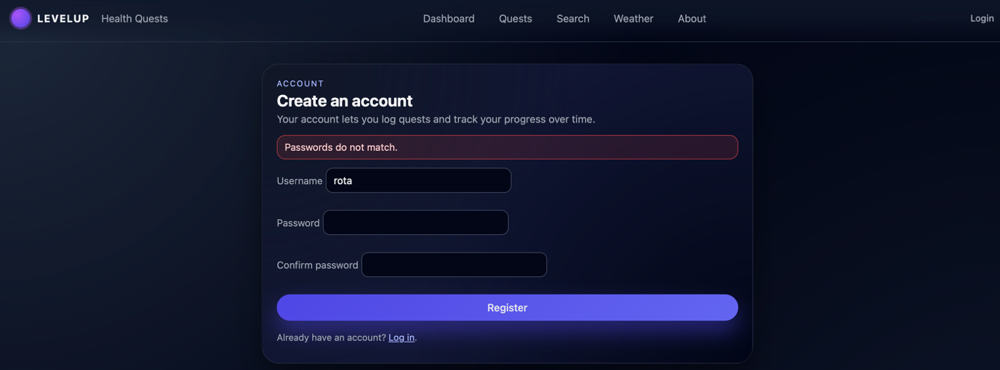 LEVELUP Health Quests Dashboard Quests Search Weather About Login
ACCOUNT
Create an account
Your account lets you log quests and track your progress over time.
Passwords do not match.
Username rota
Password
Confirm password
Register
Already have an account? Log in.